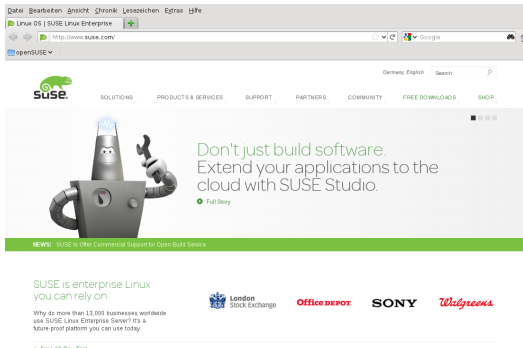 Datei Bearbeiten Ansicht Chronik Lesezeichen Extras Hilfe
Linux OS | SUSE Linux Enterprise
http://www.suse.com/
Google
openSUSE
Germany, English Search
SUSE.
SOLUTIONS PRODUCTS & SERVICES SUPPORT PARTNERS COMMUNITY FREE DOWNLOADS SHOP
Don't just build software.
Extend your applications to the
cloud with SUSE Studio.
Full Story
NEWS: SUSE to Offer Commercial Support for Open Build Service
SUSE is enterprise Linux
you can rely on
Why do more than 13,000 businesses worldwide
use SUSE Linux Enterprise Server? It's a
future-proof platform you can use today.
London
Stock Exchange
Office DEPOT.
SONY
Walgreens